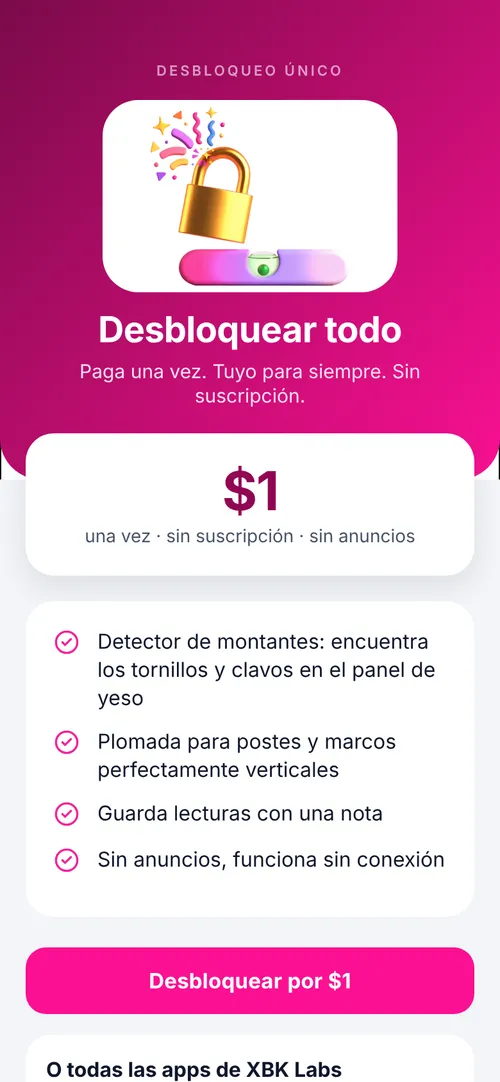 DESBLOQUEO ÚNICO
Desbloquear todo
Paga una vez. Tuyo para siempre. Sin
suscripción.
$1
una vez · sin suscripción · sin anuncios
Detector de montantes: encuentra
los tornillos y clavos en el panel de
yeso
Plomada para postes y marcos
perfectamente verticales
Guarda lecturas con una nota
Sin anuncios, funciona sin conexión
Desbloquear por $1
O todas las apps de XBK Labs